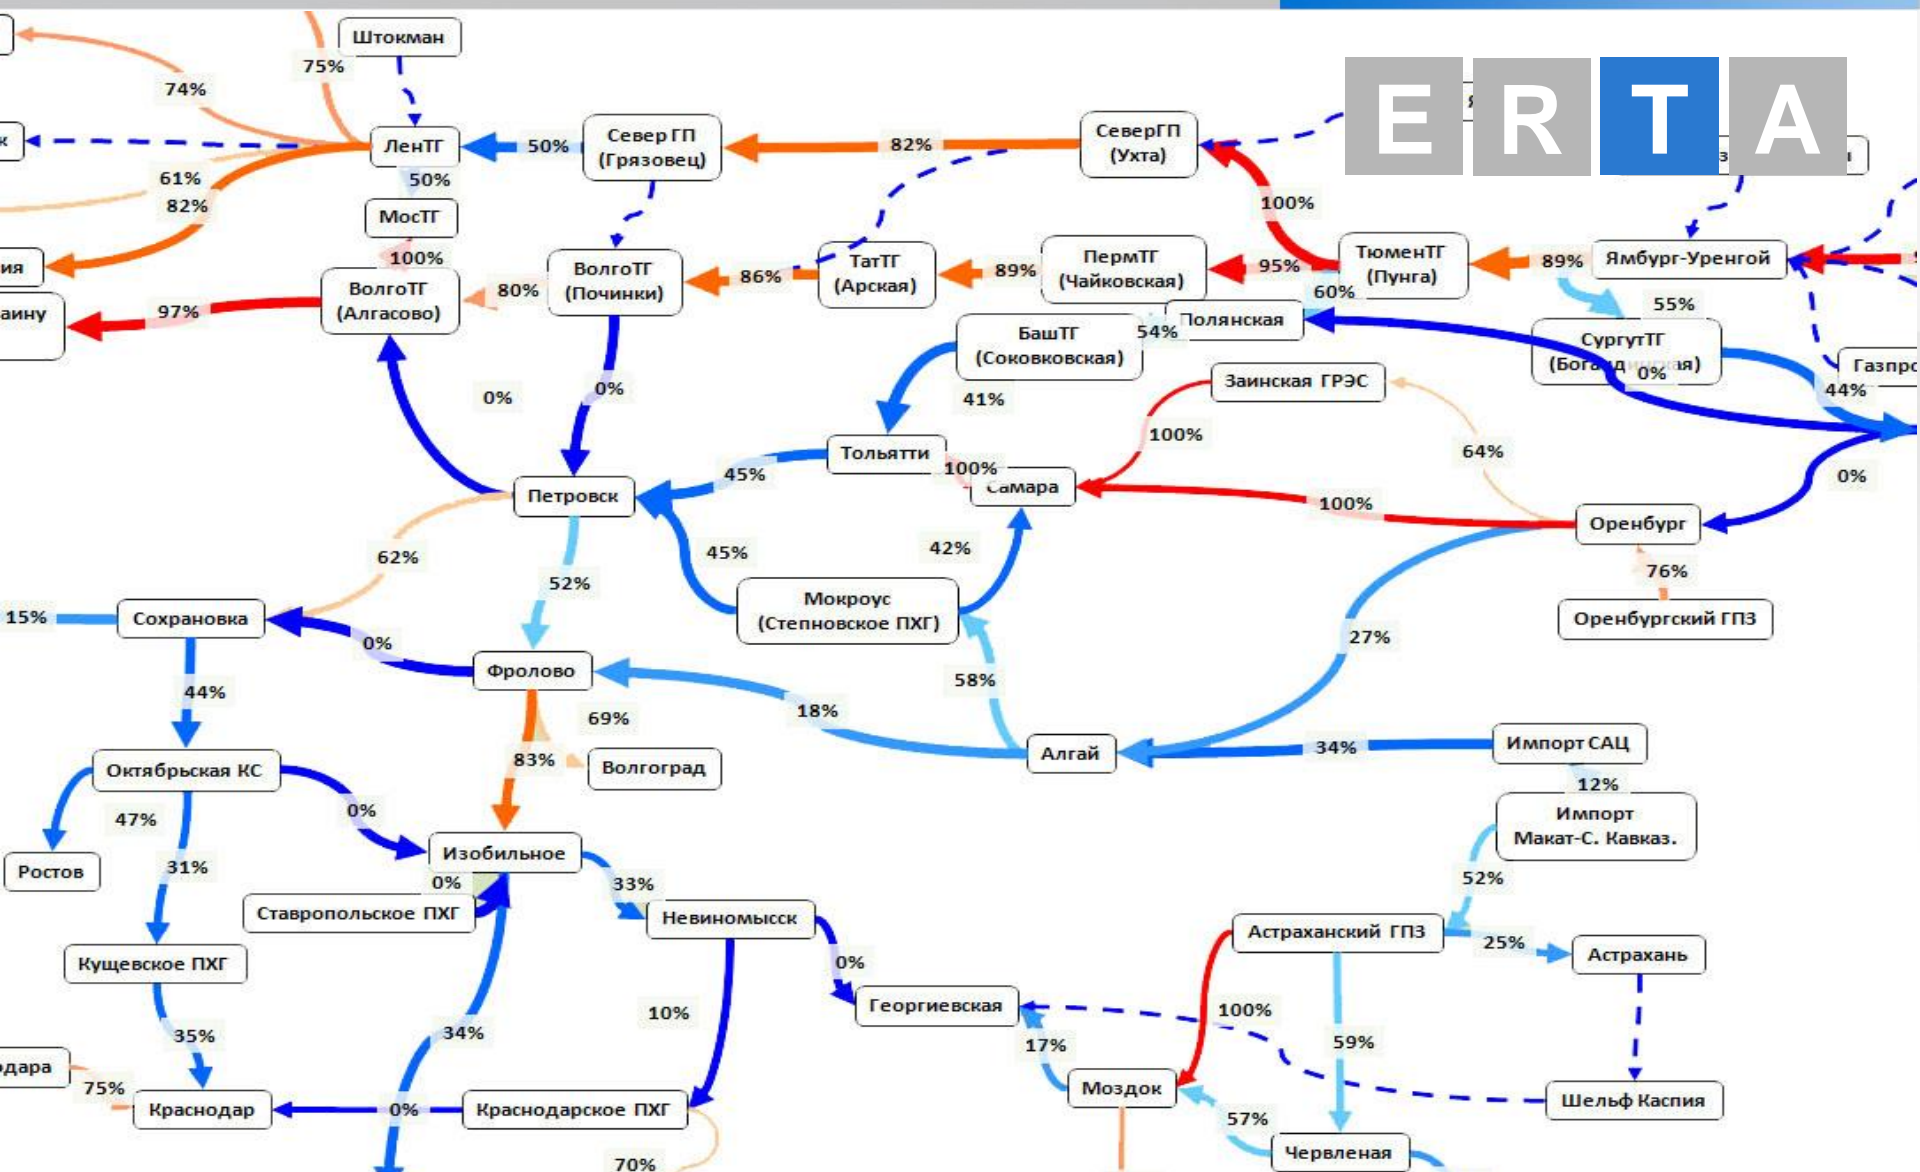 Штокман
E R T A
75%
74%
ЛенТГ
50%
Север ГП
(Грязовец)
82%
СеверГП
(Ухта)
к
61%
50%
82%
МосТГ
100%
100%
ия
ВолгоТГ
(Алгасово)
80%
ВолгоТГ
(Починки)
86%
ТатТГ
(Арская)
89%
ПермТГ
(Чайковская)
95%
ТюменТГ
(Пунга)
89%
Ямбург-Уренгой
60%
55%
аину
97%
БашТГ
(Соковковская)
54%
Полянская
СургутТГ
(Богандинская)
0%
Газпро
44%
0%
0%
41%
Заинская ГРЭС
100%
64%
Тольятти
45%
100%
Самара
100%
0%
Петровск
Оренбург
62%
52%
45%
42%
76%
Мокроус
(Степновское ПХГ)
Оренбургский ГПЗ
15%
Сохрановка
0%
27%
Фролово
58%
44%
69%
18%
83%
Волгоград
Алгай
34%
Импорт САЦ
12%
Октябрьская КС
0%
47%
Импорт
Макат-С. Кавказ.
Ростов
31%
Изобильное
0%
33%
52%
Ставропольское ПХГ
Невиномысск
Астраханский ГПЗ
25%
Астрахань
Кущевское ПХГ
0%
10%
Георгиевская
100%
35%
34%
17%
59%
одара
75%
Краснодар
0%
Краснодарское ПХГ
Моздок
Шельф Каспия
57%
Червленая
70%